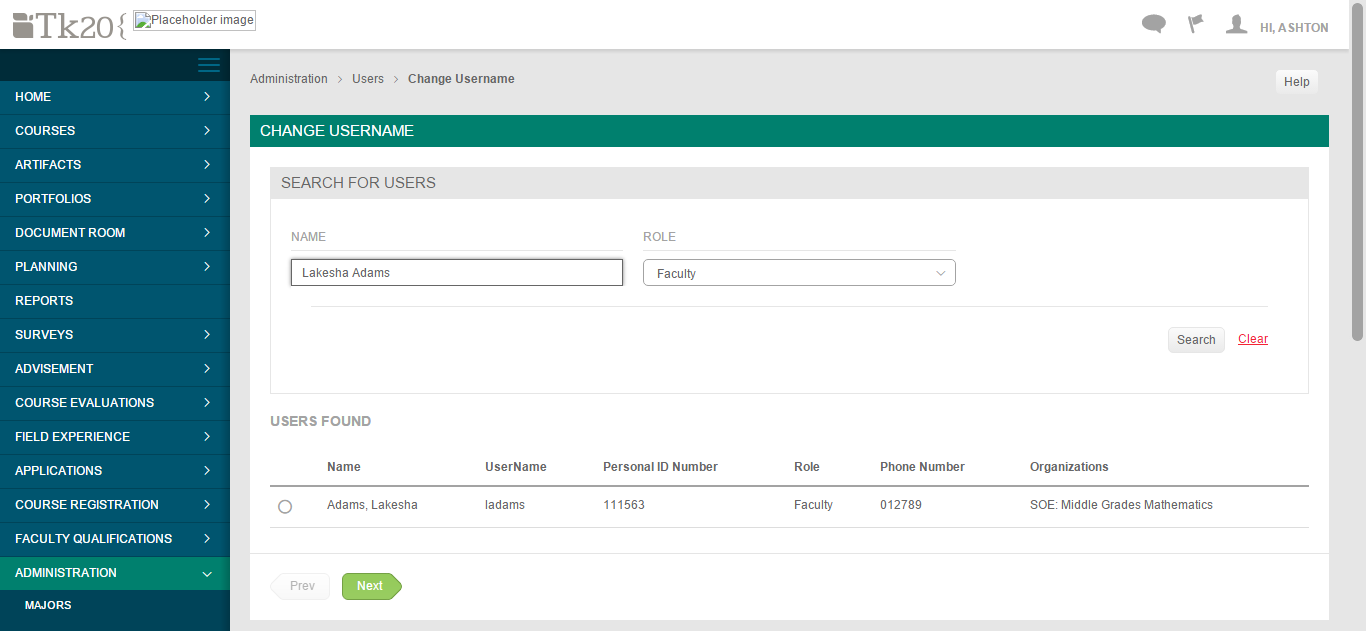 Tk20{
Placeholder image
HI, ASHTON
HOME
COURSES
ARTIFACTS
PORTFOLIOS
DOCUMENT ROOM
PLANNING
REPORTS
SURVEYS
ADVISEMENT
COURSE EVALUATIONS
FIELD EXPERIENCE
APPLICATIONS
COURSE REGISTRATION
FACULTY QUALIFICATIONS
ADMINISTRATION
MAJORS
Administration > Users > Change Username
Help
CHANGE USERNAME
SEARCH FOR USERS
NAME ROLE
Lakesha Adams Faculty
Search Clear
USERS FOUND
Name UserName Personal ID Number Role Phone Number Organizations
Adams, Lakesha ladams 111563 Faculty 012789 SOE: Middle Grades Mathematics
Prev Next